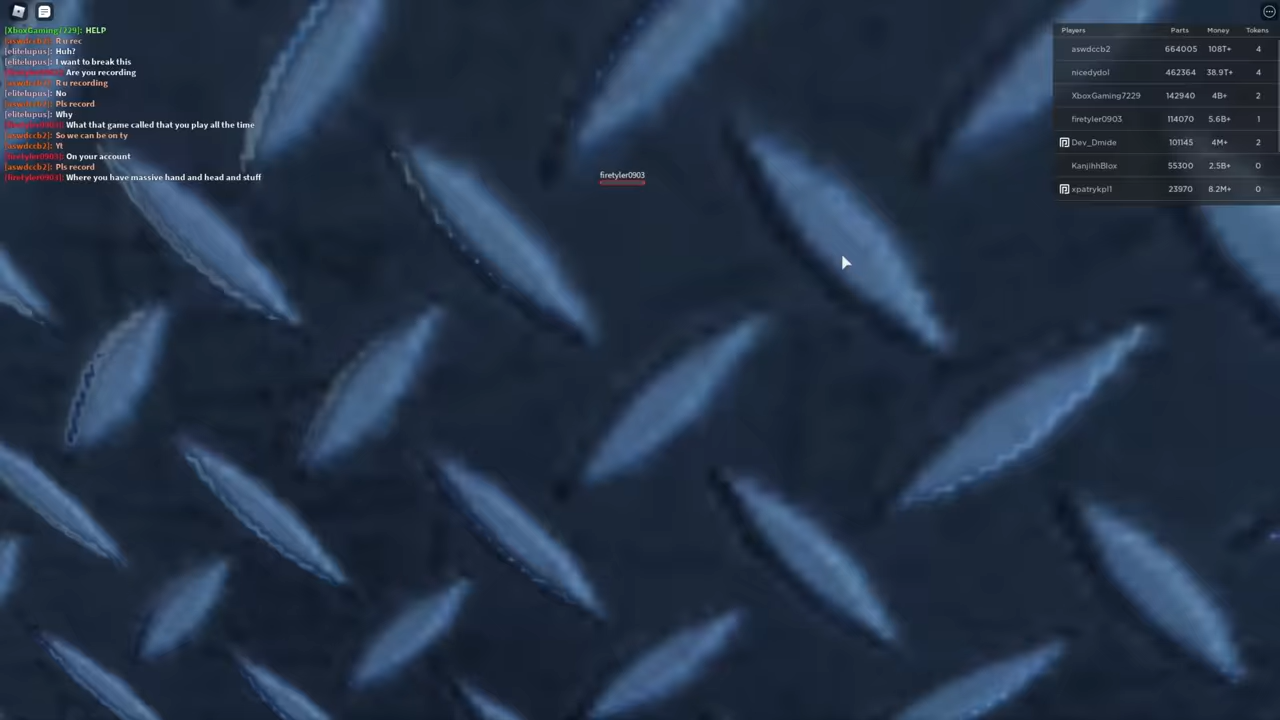 [XboxGaming7229]: HELP
[aswdccb2]: R u rec
[elitelupus]: Huh?
[elitelupus]: I want to break this
[firetyler0903]: Are you recording
[aswdccb2]: R u recording
[elitelupus]: No
[aswdccb2]: Pls record
[elitelupus]: Why
[firetyler0903]: What that game called that you play all the time
[aswdccb2]: So we can be on ty
[aswdccb2]: Yt
[firetyler0903]: On your account
[aswdccb2]: Pls record
[firetyler0903]: Where you have massive hand and head and stuff
firetyler0903
Players Parts Money Tokens
aswdccb2 664005 108T+ 4
nicedydol 462364 38.9T+ 4
XboxGaming7229 142940 4B+ 2
firetyler0903 114070 5.6B+ 1
Dev_Dmide 101145 4M+ 2
KanjihhBlox 55300 2.5B+ 0
xpatrykpl1 23970 8.2M+ 0